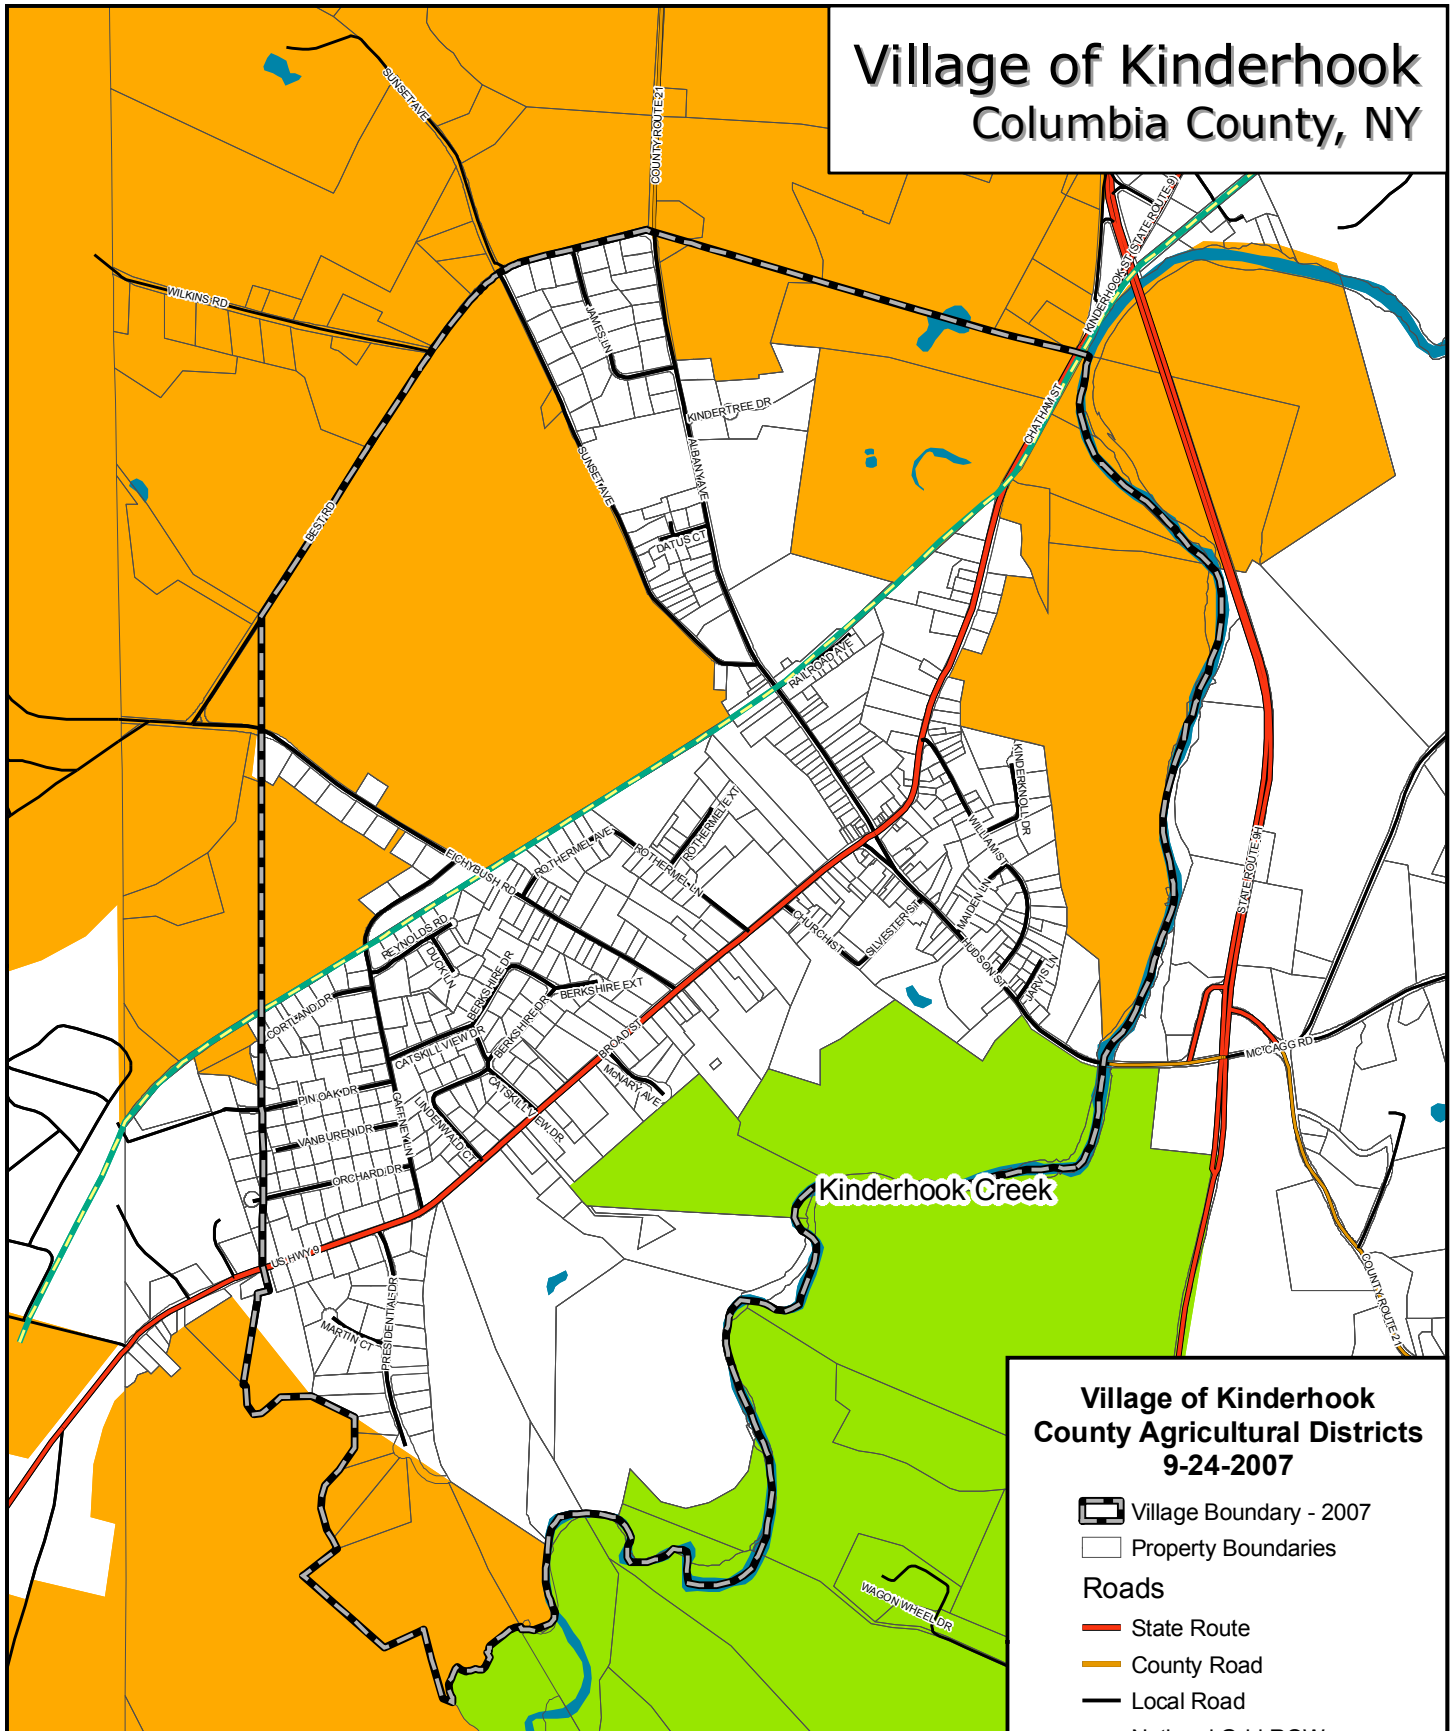 Village of Kinderhook
Columbia County, NY
SUNSET AVE
COUNTY ROUTE 21
KINDERHOOK ST (STATE ROUTE 9)
WILKINS RD
JAMES LN
KINDERTREE DR
CHATHAM ST
ALBANY AVE
SUNSET AVE
BEST RD
DATUS CT
RAILROAD AVE
KINDERKNOLL DR
WILLIAM ST
ROTHERMEL EXT
ROTHERMEL AVE
ROTHERMEL LN
EICHYBUSH RD
STATE ROUTE 9H
MAIDEN LN
CHURCH ST
SILVESTER ST
HUDSON ST
JARVIS LN
REYNOLDS RD
DUCK LN
BERKSHIRE DR
BERKSHIRE EXT
BERKSHIRE DR
CORTLAND DR
CATSKILL VIEW DR
BROAD ST
MC CAGG RD
McNARY AVE
PIN OAK DR
GAFFNEY LN
LINDENWALD CT
CATSKILL VIEW DR
VANBUREN DR
ORCHARD DR
Kinderhook Creek
US HWY 9
PRESIDENTIAL DR
MARTIN CT
COUNTY ROUTE 21
WAGON WHEEL DR
Village of Kinderhook
County Agricultural Districts
9-24-2007
Village Boundary - 2007
Property Boundaries
Roads
State Route
County Road
Local Road
National Grid ROW